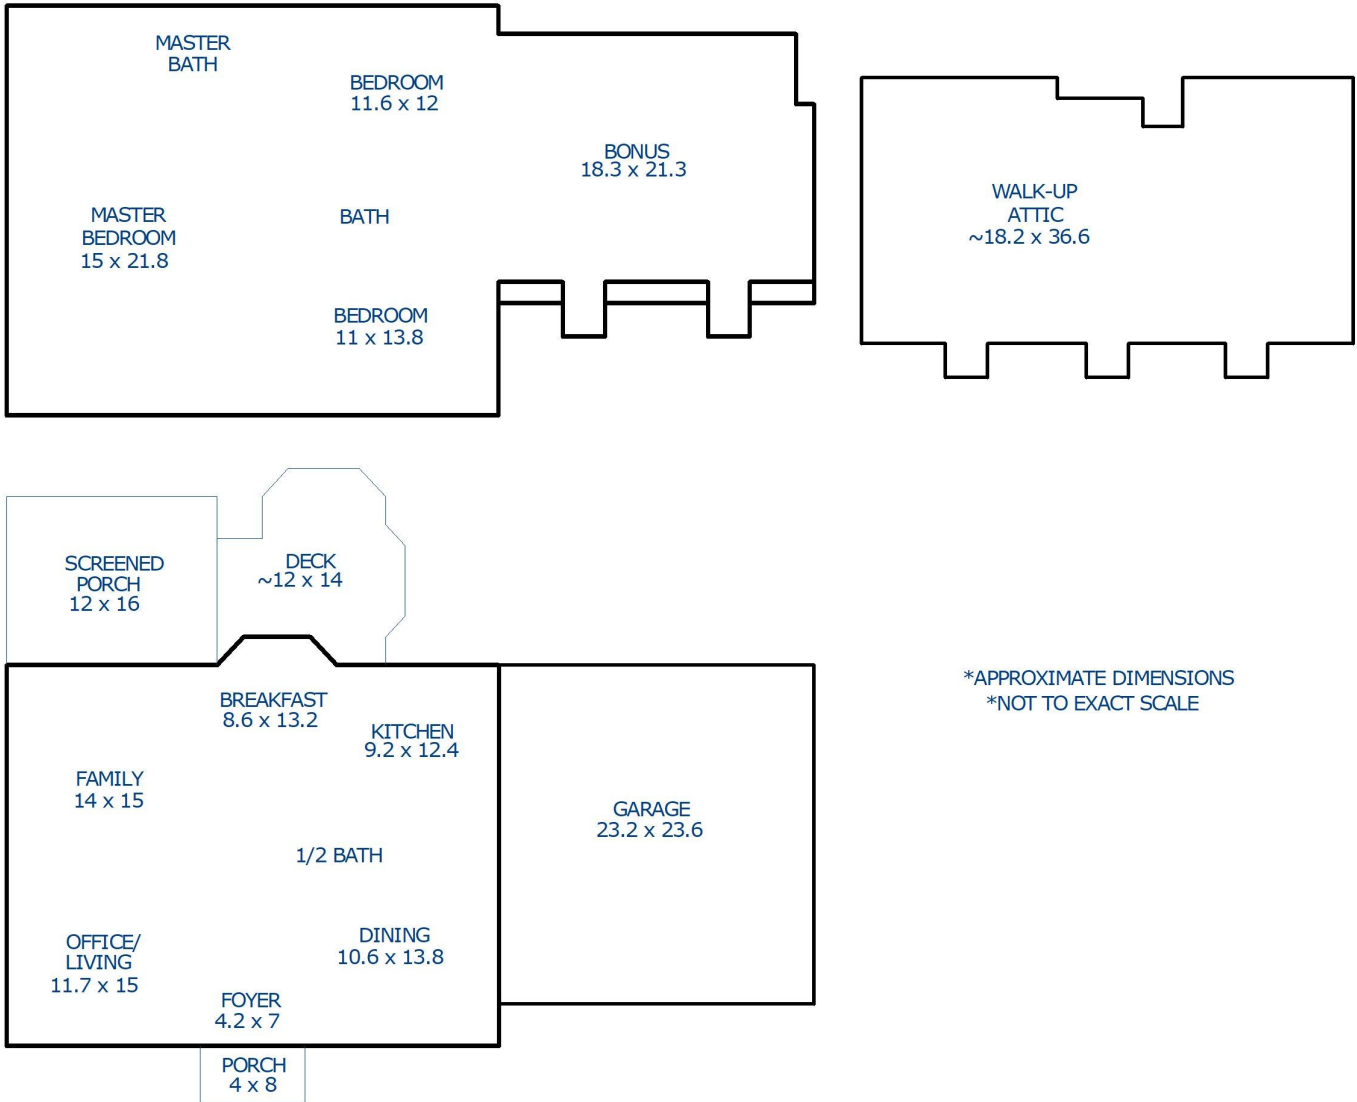 MASTER
BATH
BEDROOM
11.6 x 12
BONUS
18.3 x 21.3
MASTER
BEDROOM
15 x 21.8
BATH
BEDROOM
11 x 13.8
WALK-UP
ATTIC
~18.2 x 36.6
SCREENED
PORCH
12 x 16
DECK
~12 x 14
BREAKFAST
8.6 x 13.2
KITCHEN
9.2 x 12.4
FAMILY
14 x 15
1/2 BATH
GARAGE
23.2 x 23.6
OFFICE/
LIVING
11.7 x 15
DINING
10.6 x 13.8
FOYER
4.2 x 7
PORCH
4 x 8
*APPROXIMATE DIMENSIONS
*NOT TO EXACT SCALE